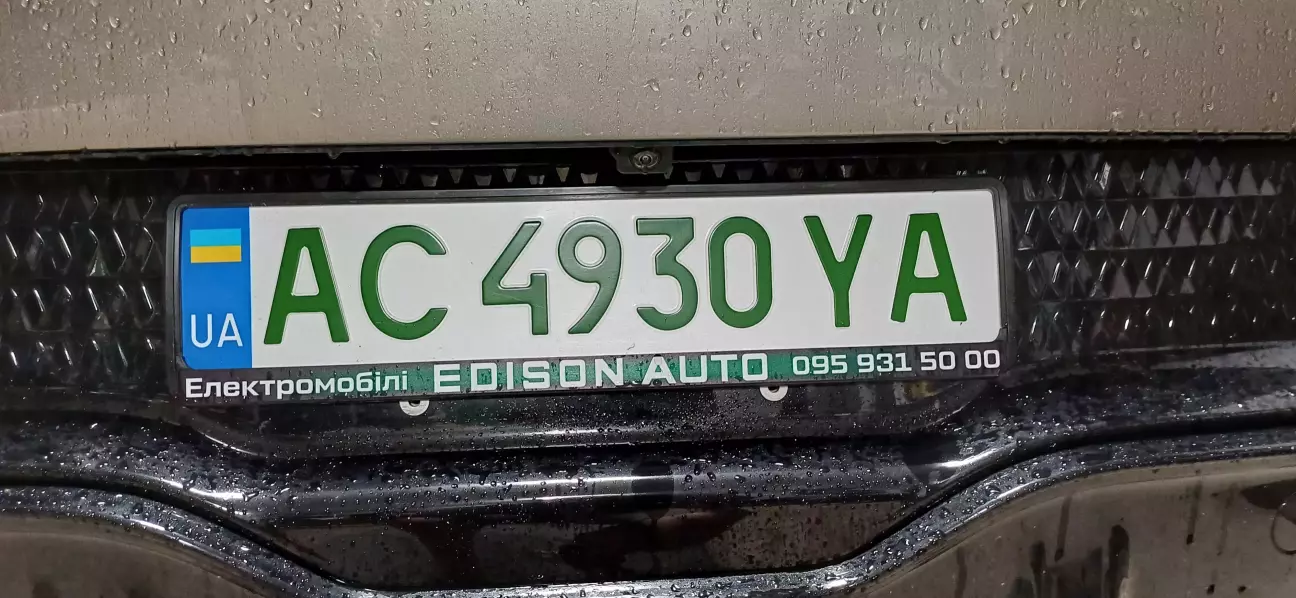 UA
AC 4930 YA
Електромобілі EDISON AUTO 095 931 50 00